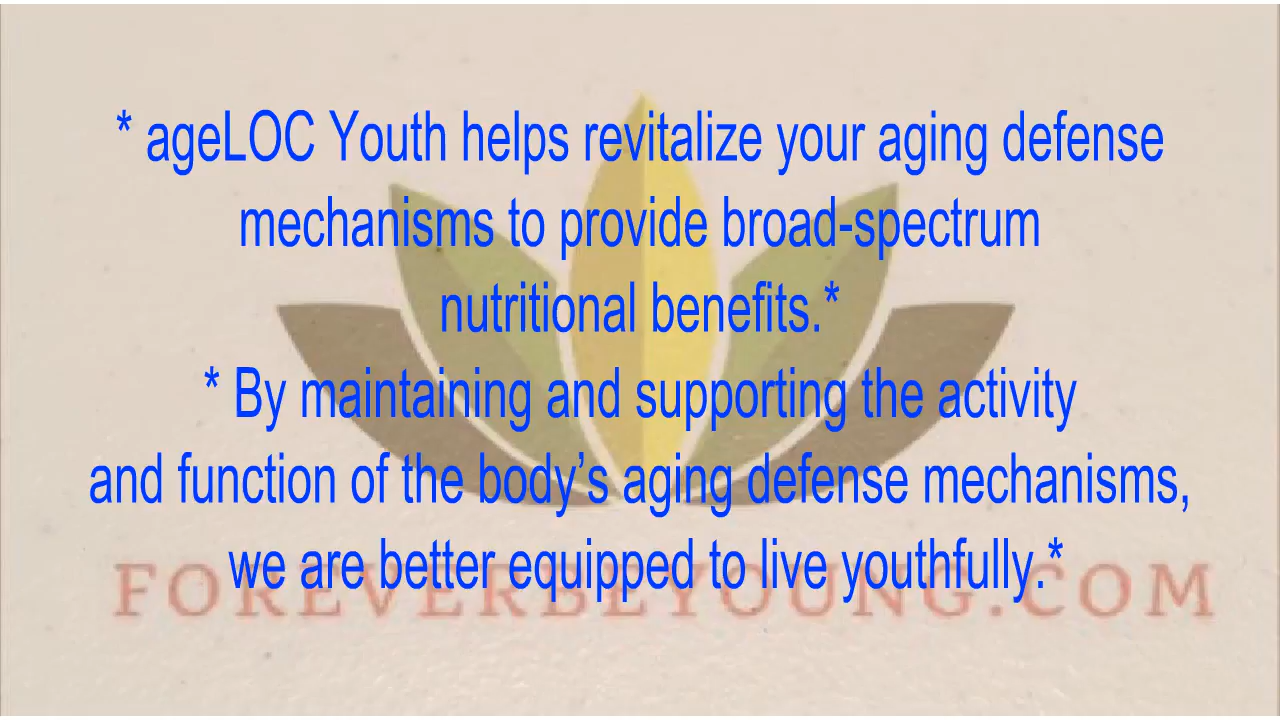 * ageLOC Youth helps revitalize your aging defense
mechanisms to provide broad-spectrum
nutritional benefits.*
* By maintaining and supporting the activity
and function of the body’s aging defense mechanisms,
we are better equipped to live youthfully.*
FOREVERBEYOUNG.COM